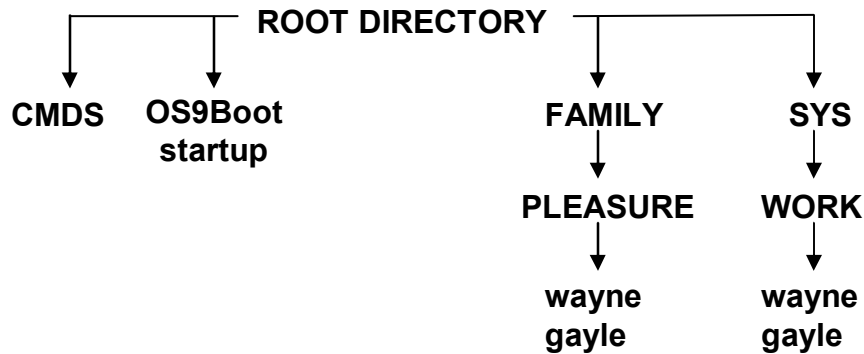 ROOT DIRECTORY
CMDS
OS9Boot
startup
FAMILY
SYS
PLEASURE
WORK
wayne
gayle
wayne
gayle